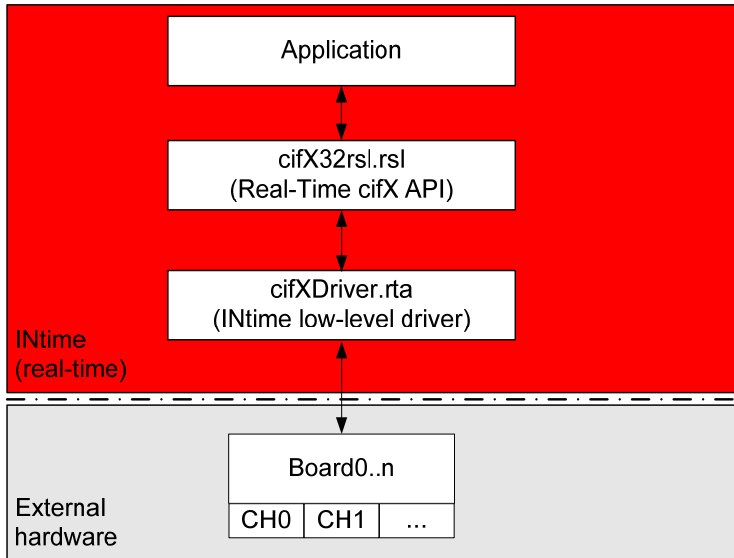 Application
cifX32rsl.rsl
(Real-Time cifX API)
cifXDriver.rta
(INtime low-level driver)
INtime
(real-time)
Board0..n
CH0 CH1 ...
External
hardware